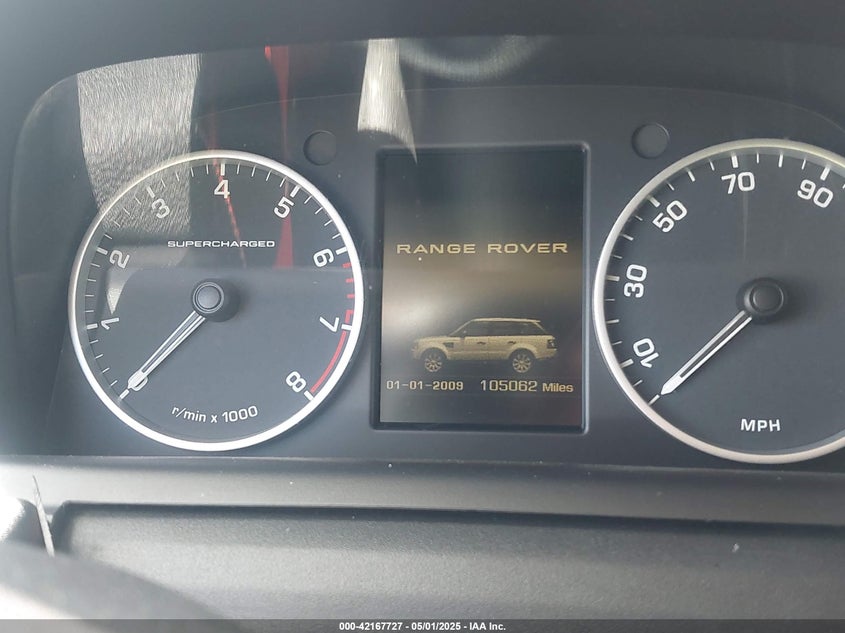 SUPERCHARGED
0
1
2
3
4
5
6
7
8
r/min x 1000
RANGE ROVER
01-01-2009 105062 Miles
10
30
50
70
90
MPH
000-42167727 - 05/01/2025 - IAA Inc.